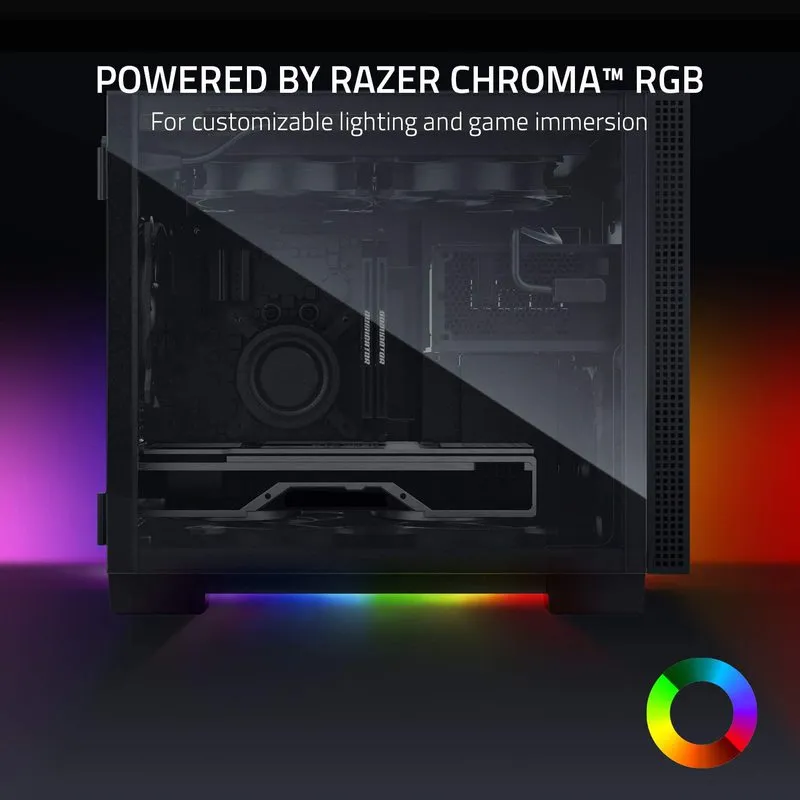 POWERED BY RAZER CHROMA™ RGB
For customizable lighting and game immersion